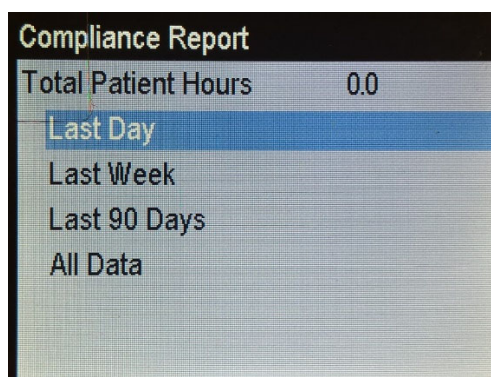 Compliance Report
Total Patient Hours 0.0
Last Day
Last Week
Last 90 Days
All Data